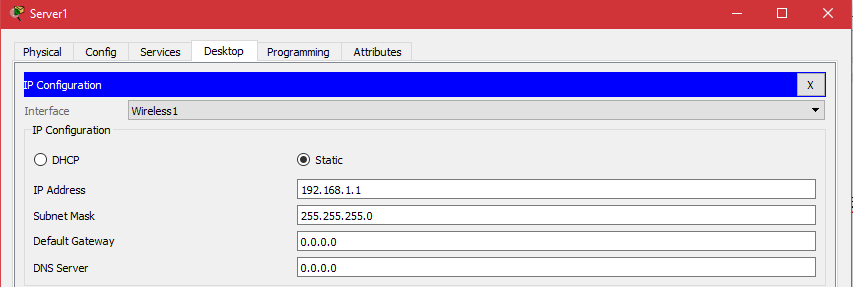 Server1
Physical Config Services Desktop Programming Attributes
IP Configuration X
Interface Wireless1
IP Configuration
DHCP Static
IP Address 192.168.1.1
Subnet Mask 255.255.255.0
Default Gateway 0.0.0.0
DNS Server 0.0.0.0